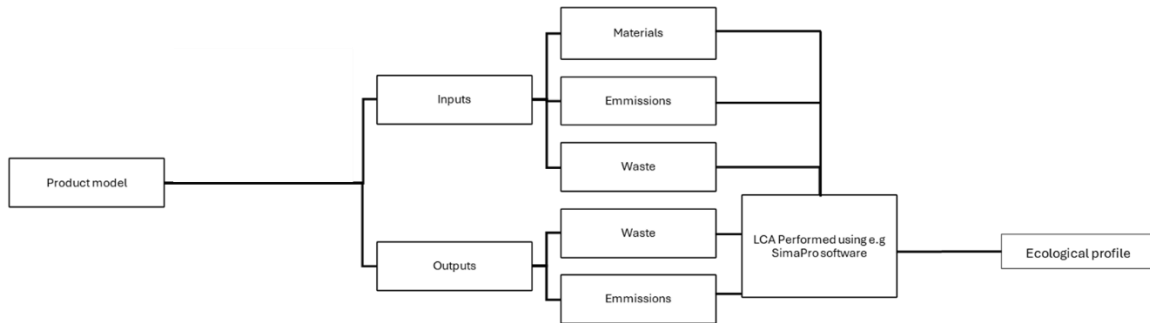 Materials
Inputs
Emmissions
Product model
Waste
Waste
LCA Performed using e.g
SimaPro software
Ecological profile
Outputs
Emmissions